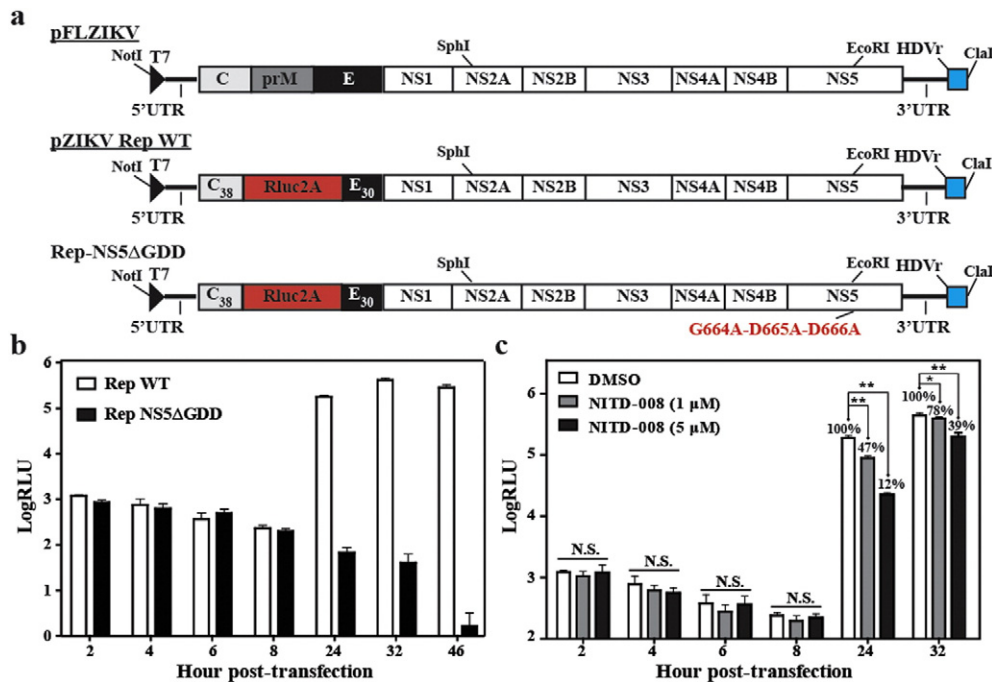 a
pFLZIKV
NotI T7 SphI EcoRI HDVr ClaI
C prM E NS1 NS2A NS2B NS3 NS4A NS4B NS5
5’UTR 3’UTR
pZIKV Rep WT
NotI T7 SphI EcoRI HDVr ClaI
C38 Rluc2A E30 NS1 NS2A NS2B NS3 NS4A NS4B NS5
5’UTR 3’UTR
Rep-NS5ΔGDD
NotI T7 SphI EcoRI HDVr ClaI
C38 Rluc2A E30 NS1 NS2A NS2B NS3 NS4A NS4B NS5
5’UTR G664A-D665A-D666A 3’UTR
b
6
5
4
3
2
1
0
LogRLU
Rep WT
Rep NS5ΔGDD
2 4 6 8 24 32 46
Hour post-transfection
c
6
5
4
3
2
LogRLU
DMSO
NITD-008 (1 µM)
NITD-008 (5 µM)
N.S. N.S. N.S. N.S.
** **
100% 47% 12%
** *
100% 78% 39%
2 4 6 8 24 32
Hour post-transfection